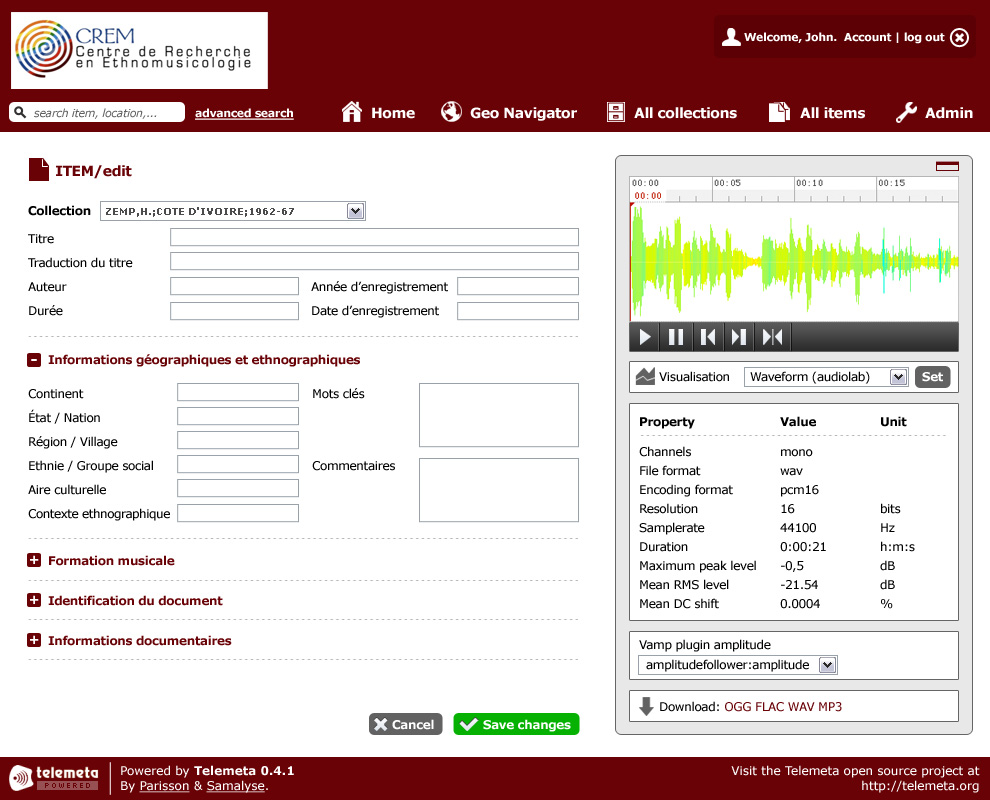 CREM
Centre de Recherche
en Ethnomusicologie
Welcome, John. Account | log out
search item, location,...
advanced search
Home
Geo Navigator
All collections
All items
Admin
ITEM/edit
Collection ZEMP,H.;COTE D'IVOIRE;1962-67
Titre
Traduction du titre
Auteur Année d'enregistrement
Durée Date d'enregistrement
Informations géographiques et ethnographiques
Continent Mots clés
État / Nation
Région / Village
Ethnie / Groupe social Commentaires
Aire culturelle
Contexte ethnographique
Formation musicale
Identification du document
Informations documentaires
Cancel Save changes
00:00 00:05 00:10 00:15
00:00
Visualisation Waveform (audiolab) Set
Property Value Unit
Channels mono
File format wav
Encoding format pcm16
Resolution 16 bits
Samplerate 44100 Hz
Duration 0:00:21 h:m:s
Maximum peak level -0,5 dB
Mean RMS level -21.54 dB
Mean DC shift 0.0004 %
Vamp plugin amplitude
amplitudefollower:amplitude
Download: OGG FLAC WAV MP3
telemeta
POWERED
Powered by Telemeta 0.4.1
By Parisson & Samalyse.
Visit the Telemeta open source project at
http://telemeta.org